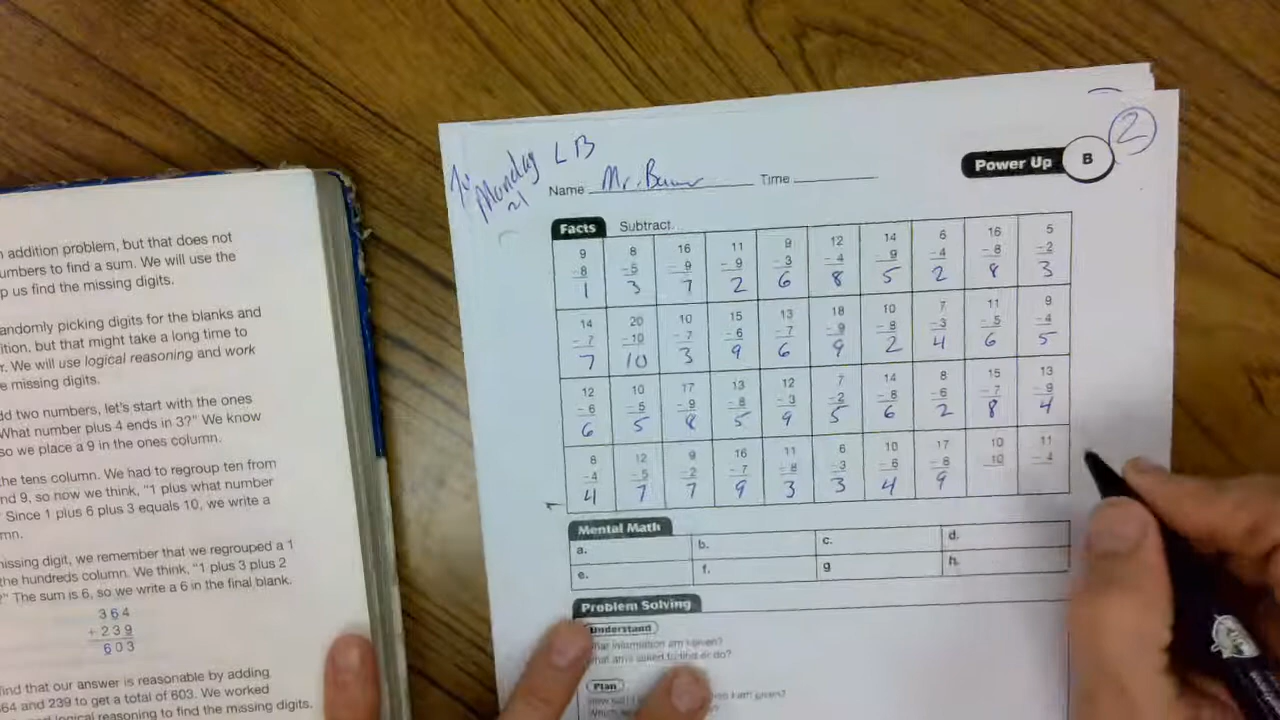 n addition problem, but that does not
umbers to find a sum. We will use the
p us find the missing digits.
andomly picking digits for the blanks and
ition, but that might take a long time to
r. We will use logical reasoning and work
e missing digits.
dd two numbers, let's start with the ones
What number plus 4 ends in 3?" We know
so we place a 9 in the ones column.
the tens column. We had to regroup ten from
nd 9, so now we think, "1 plus what number
Since 1 plus 6 plus 3 equals 10, we write a
mn.
nissing digit, we remember that we regrouped a 1
the hundreds column. We think, "1 plus 3 plus 2
?" The sum is 6, so we write a 6 in the final blank.
364
+ 239
603
find that our answer is reasonable by adding
64 and 239 to get a total of 603. We worked
logical reasoning to find the missing digits.
Monday LB
21
2
Power Up B
Name Mr. Time
Facts Subtract.
9 8 16 11 9 12 14 6 16 5
-8 -5 -9 -9 -3 -4 -9 -4 -8 -2
1 3 7 2 6 8 5 2 8 3
14 20 10 15 13 18 10 7 11 9
-7 -10 -7 -6 -7 -9 -8 -3 -5 -4
7 10 3 9 6 9 2 4 6 5
12 10 17 13 12 7 14 8 15 13
-6 -5 -9 -8 -3 -2 -8 -6 -7 -9
6 5 8 5 9 5 6 2 8 4
8 12 9 16 11 6 10 17 10 11
-4 -5 -2 -7 -8 -3 -6 -8 10 -4
4 7 7 9 3 3 4 9
Mental Math
a. b. c. d.
e. f. g h.
Problem Solving
Understand
What information am I given?
What am I asked to find or do?
Plan